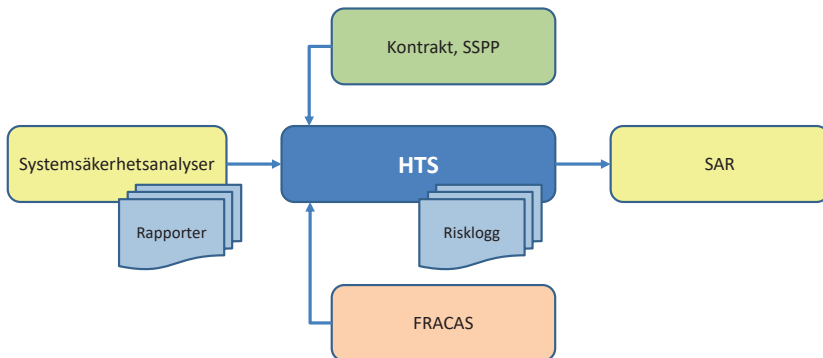 Kontrakt, SSPP
Systemsäkerhetsanalyser
HTS
SAR
Rapporter
Risklogg
FRACAS